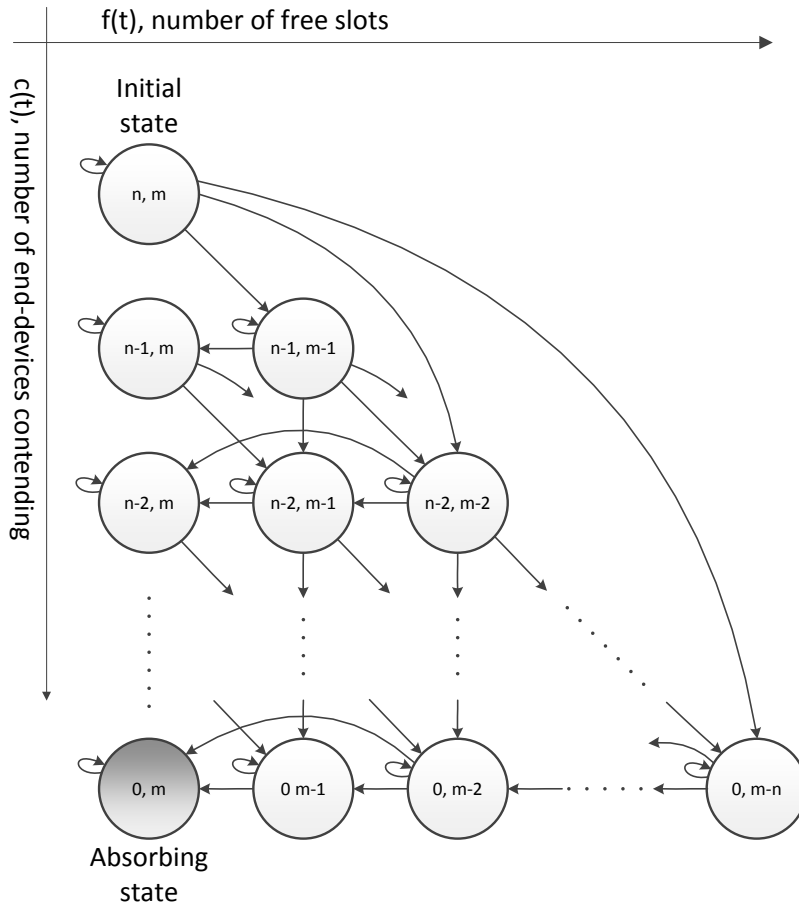 f(t), number of free slots
c(t), number of end-devices contending
Initial
state
n, m
n-1, m
n-1, m-1
n-2, m
n-2, m-1
n-2, m-2
0, m
0 m-1
0, m-2
0, m-n
Absorbing
state